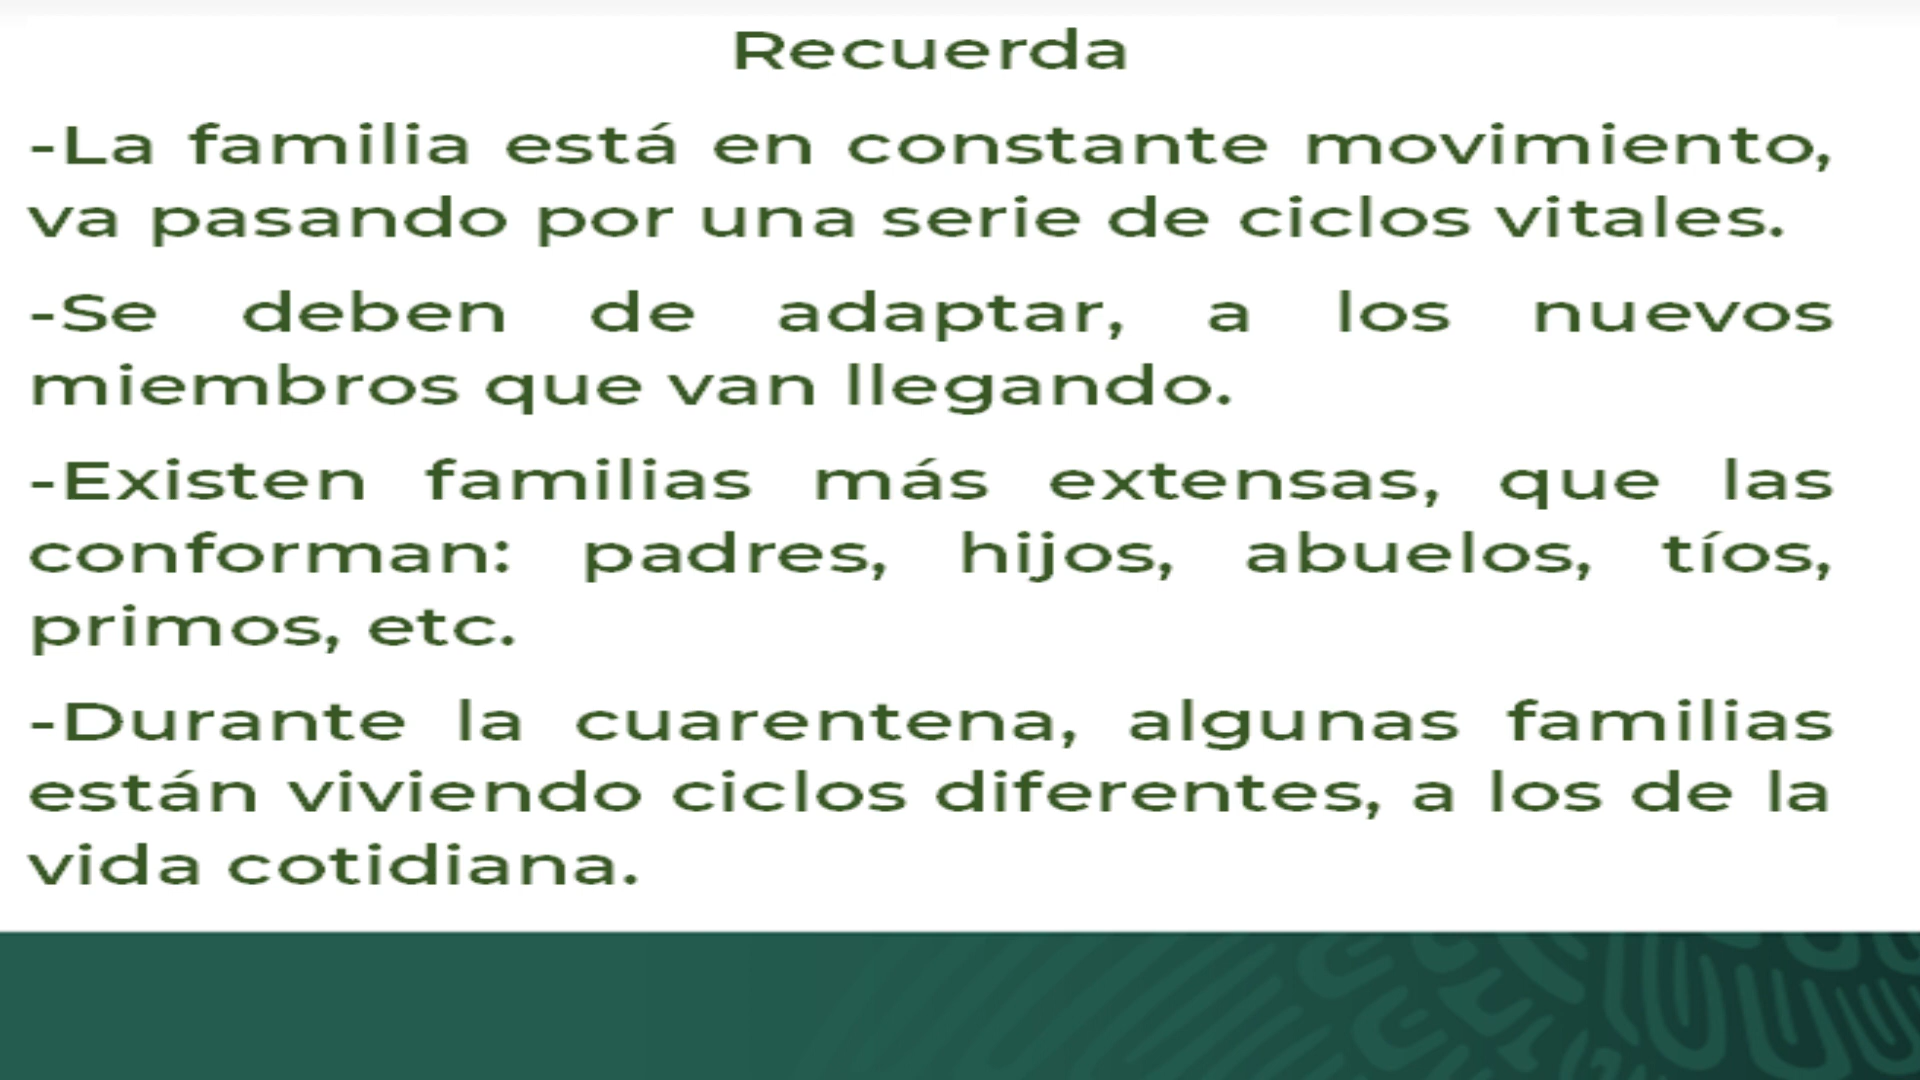 Recuerda
-La familia está en constante movimiento,
va pasando por una serie de ciclos vitales.
-Se deben de adaptar, a los nuevos
miembros que van llegando.
-Existen familias más extensas, que las
conforman: padres, hijos, abuelos, tíos,
primos, etc.
-Durante la cuarentena, algunas familias
están viviendo ciclos diferentes, a los de la
vida cotidiana.